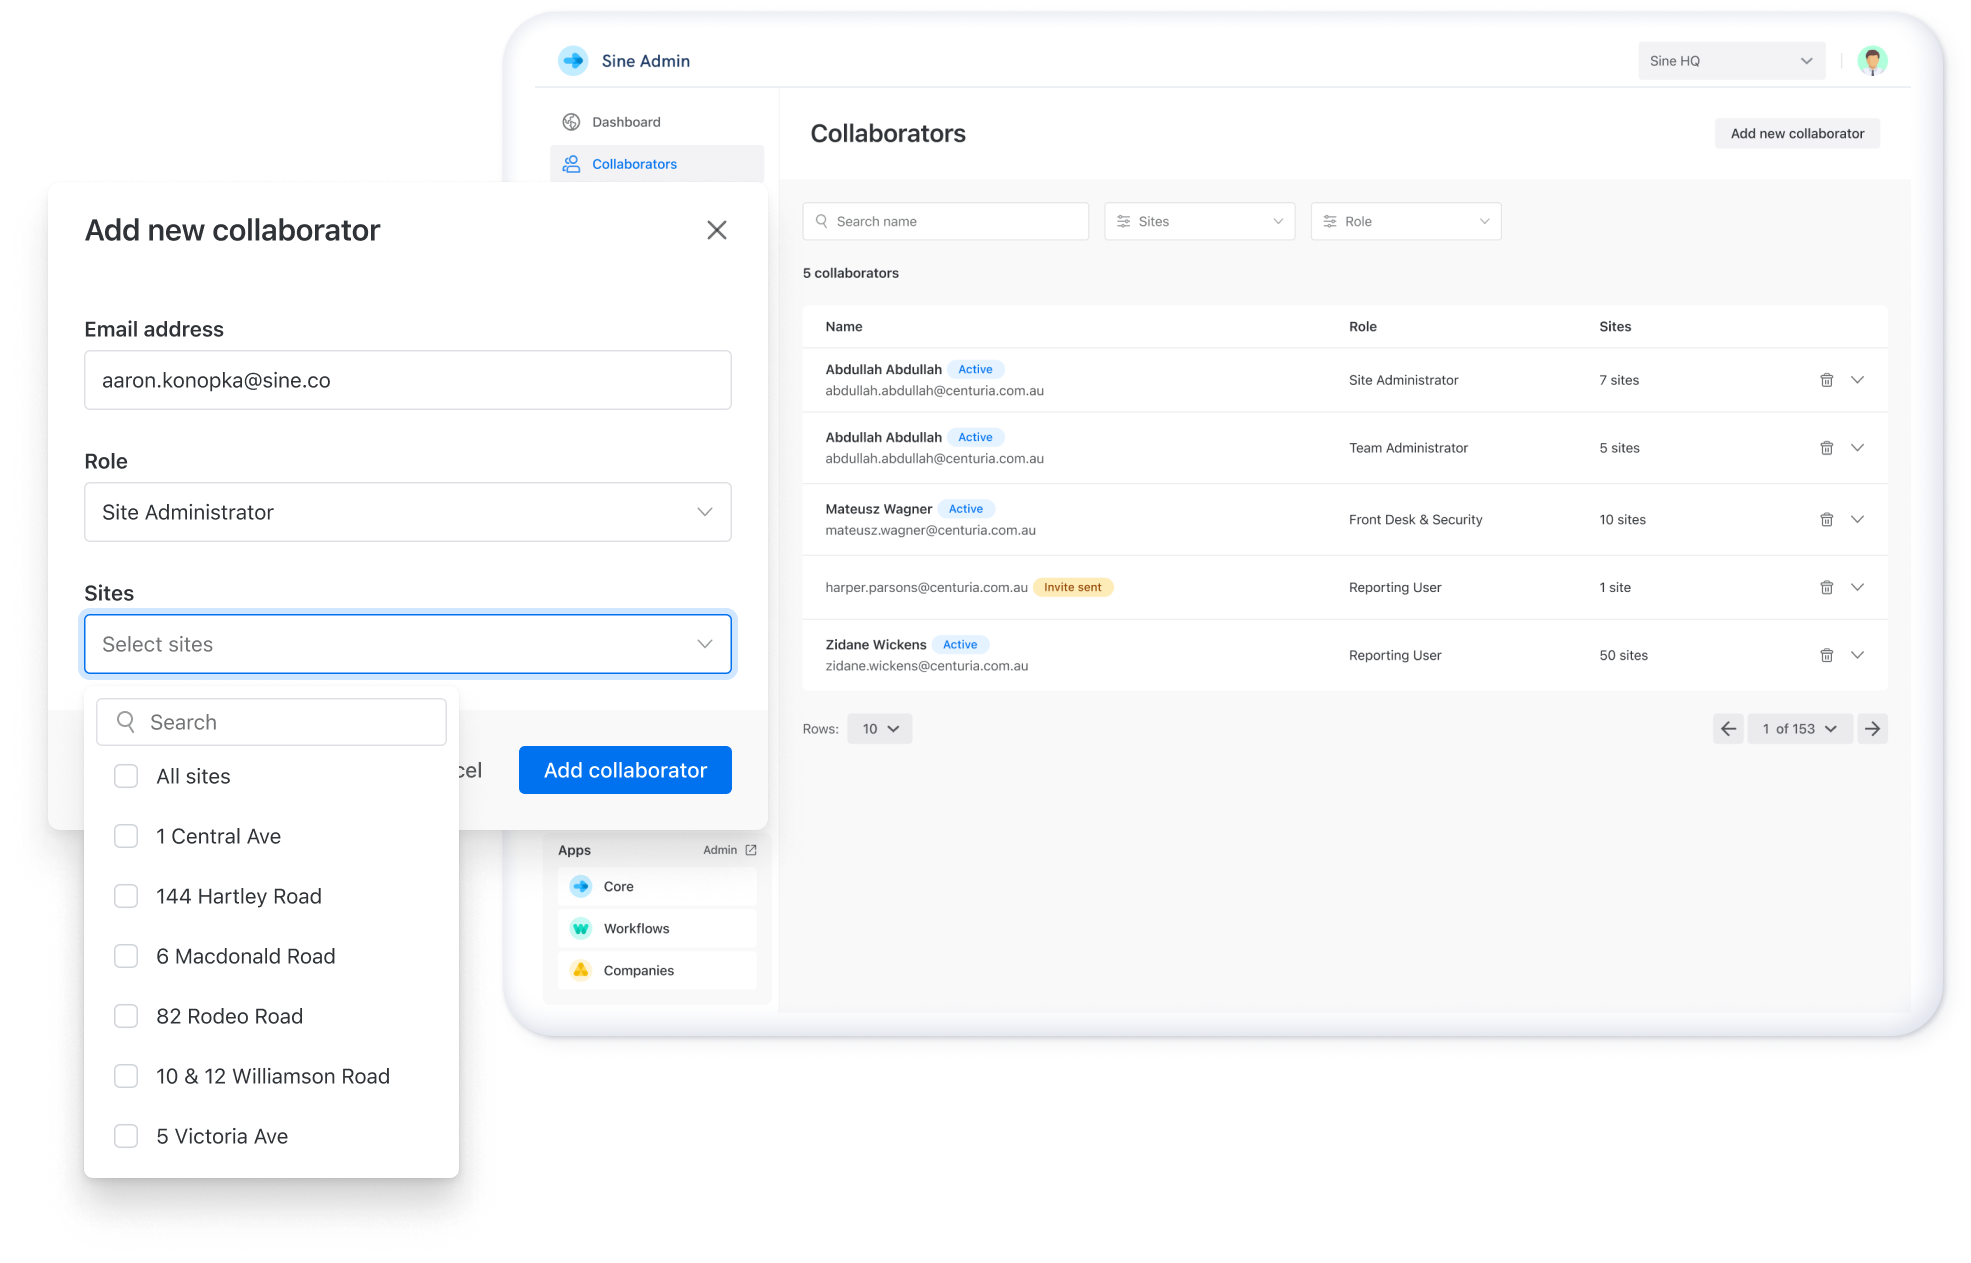 Sine Admin
Sine HQ
Dashboard
Collaborators
Collaborators
Add new collaborator
Search name
Sites
Role
5 collaborators
Name Role Sites
Abdullah Abdullah Active
abdullah.abdullah@centuria.com.au
Site Administrator
7 sites
Abdullah Abdullah Active
abdullah.abdullah@centuria.com.au
Team Administrator
5 sites
Mateusz Wagner Active
mateusz.wagner@centuria.com.au
Front Desk & Security
10 sites
harper.parsons@centuria.com.au Invite sent
Reporting User
1 site
Zidane Wickens Active
zidane.wickens@centuria.com.au
Reporting User
50 sites
Rows: 10
1 of 153
Add new collaborator
Email address
aaron.konopka@sine.co
Role
Site Administrator
Sites
Select sites
Search
All sites
1 Central Ave
144 Hartley Road
6 Macdonald Road
82 Rodeo Road
10 & 12 Williamson Road
5 Victoria Ave
cel
Add collaborator
Apps
Admin
Core
Workflows
Companies